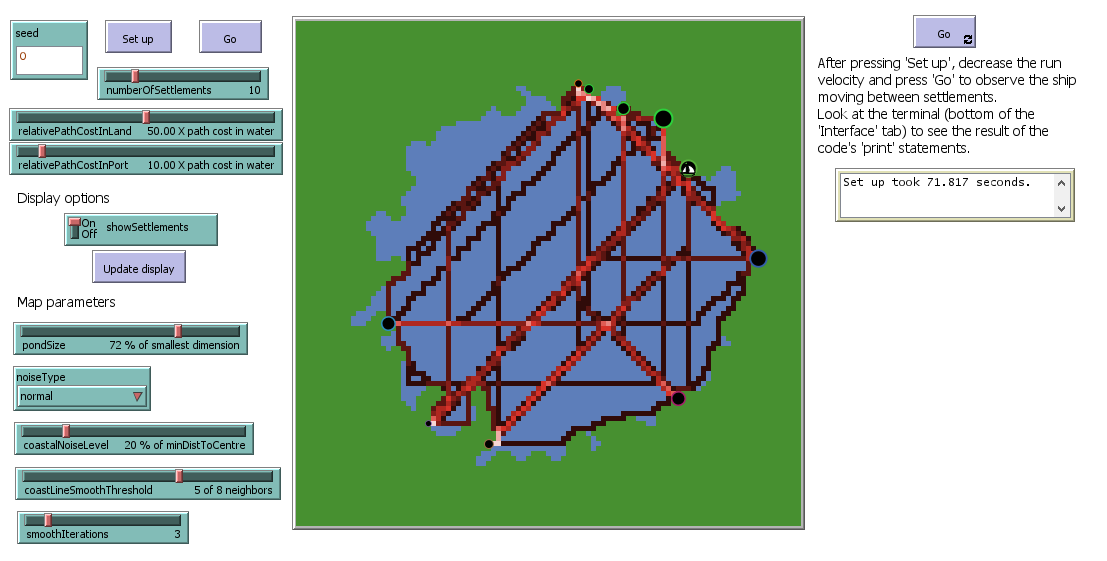 seed
0
Set up
Go
numberOfSettlements 10
relativePathCostInLand 50.00 X path cost in water
relativePathCostInPort 10.00 X path cost in water
Display options
On
Off
showSettlements
Update display
Map parameters
pondSize 72 % of smallest dimension
noiseType
normal
coastalNoiseLevel 20 % of minDistToCentre
coastLineSmoothThreshold 5 of 8 neighbors
smoothIterations 3
Go
After pressing 'Set up', decrease the run
velocity and press 'Go' to observe the ship
moving between settlements.
Look at the terminal (bottom of the
'Interface' tab) to see the result of the
code's 'print' statements.
Set up took 71.817 seconds.